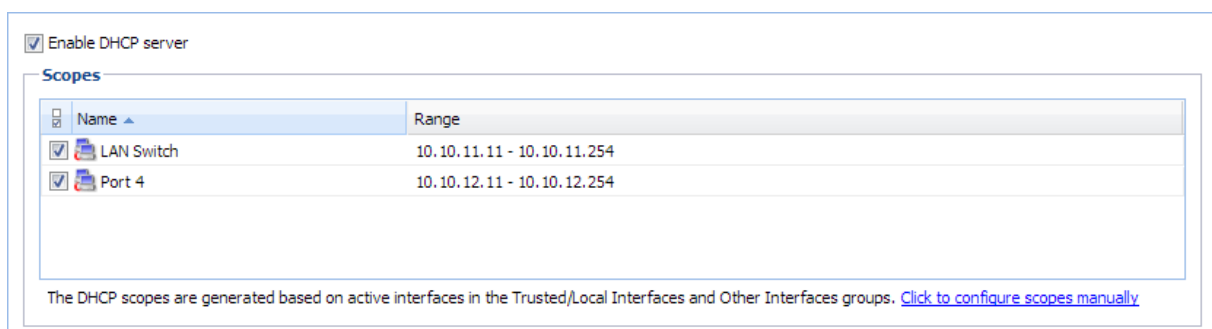 Enable DHCP server
Scopes
Name Range
LAN Switch 10.10.11.11 - 10.10.11.254
Port 4 10.10.12.11 - 10.10.12.254
The DHCP scopes are generated based on active interfaces in the Trusted/Local Interfaces and Other Interfaces groups. Click to configure scopes manually